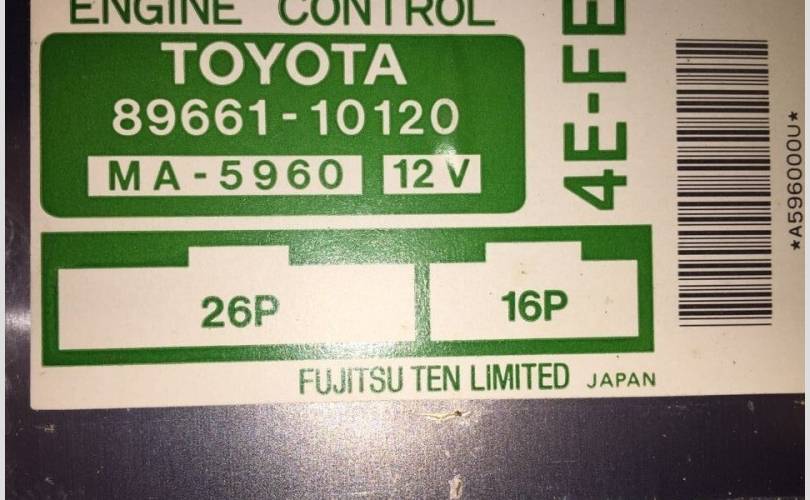 ENGINE CONTROL
TOYOTA
89661-10120
MA-5960 12V
4E-FE
*A596000U*
26P 16P
FUJITSU TEN LIMITED JAPAN